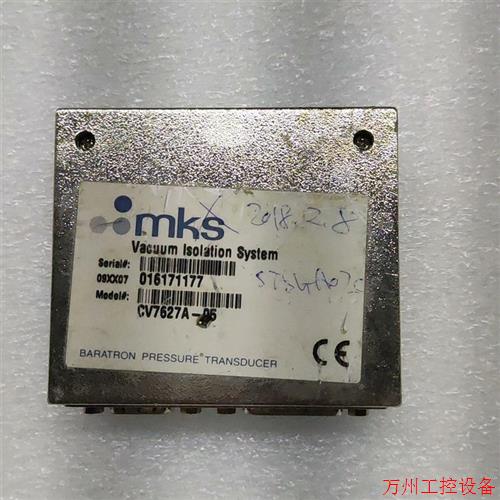 mks
2018.2.8
Vacuum Isolation System
Serial#:
09XX07 016171177
Model#:
CV7627A-05
BARATRON PRESSURE® TRANSDUCER
CE
万州工控设备